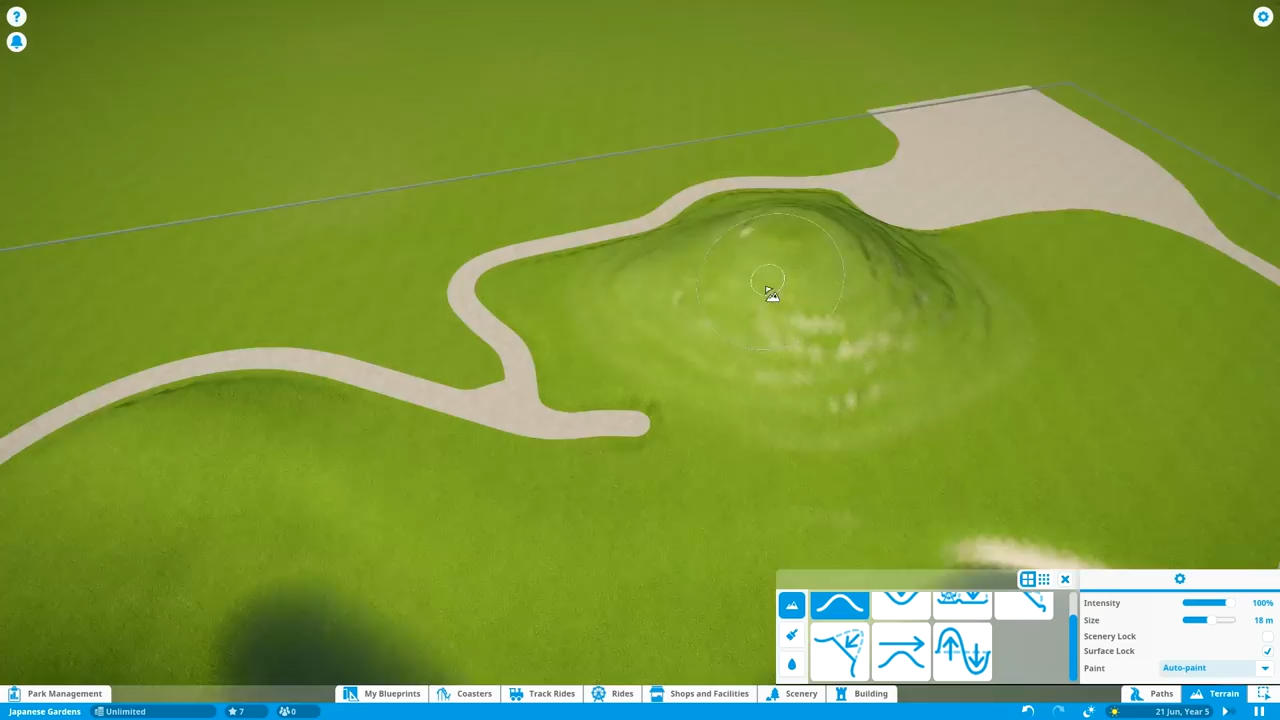 ?
Intensity 100%
Size 18 m
Scenery Lock
Surface Lock
Paint Auto-paint
Park Management My Blueprints Coasters Track Rides Rides Shops and Facilities Scenery Building Paths Terrain
Japanese Gardens Unlimited 7 0 21 Jun, Year 5